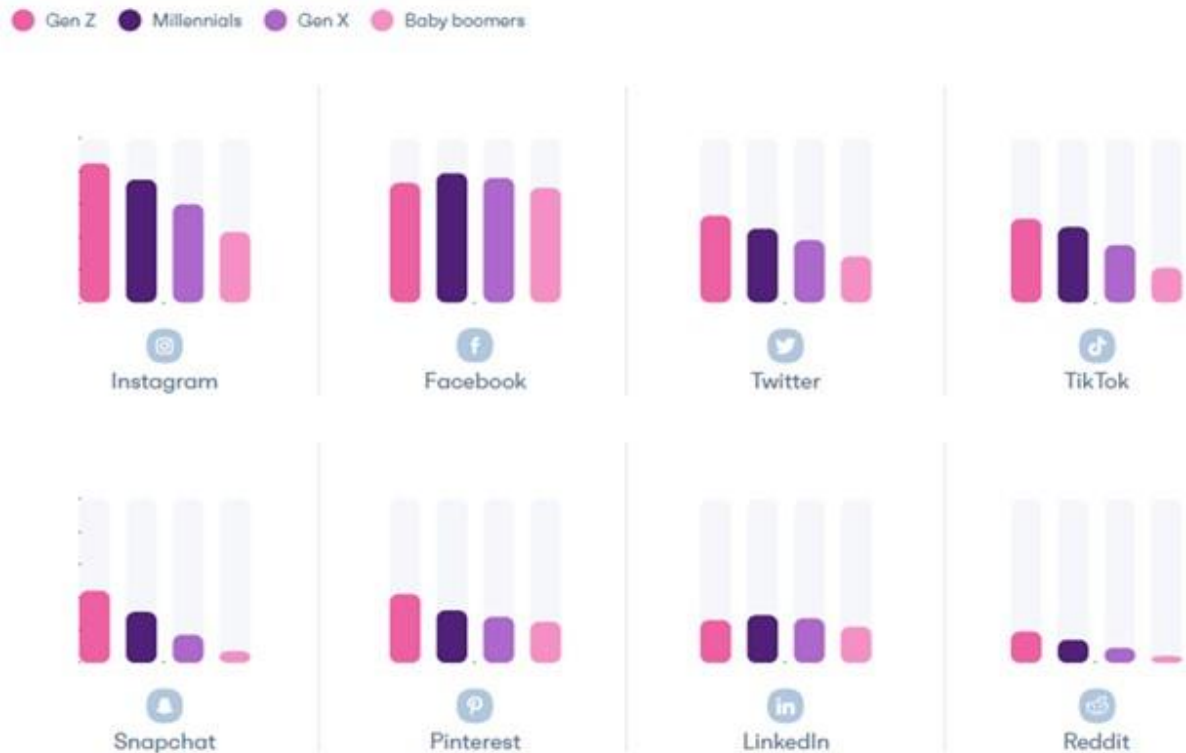 Gen Z Millennials Gen X Baby boomers
Instagram Facebook Twitter TikTok
Snapchat Pinterest LinkedIn Reddit